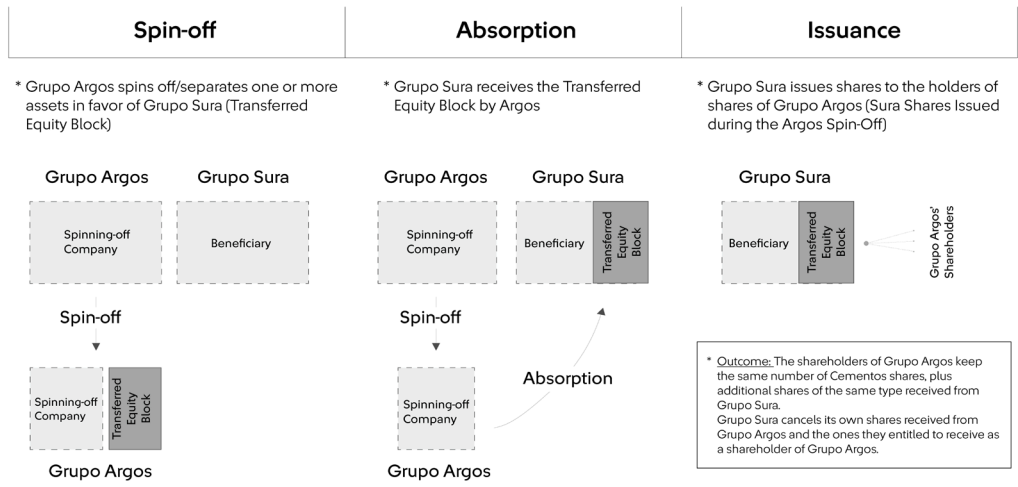 Spin-off
* Grupo Argos spins off/separates one or more
assets in favor of Grupo Sura (Transferred
Equity Block)
Grupo Argos
Grupo Sura
Spinning-off
Company
Beneficiary
Spin-off
Spinning-off
Company
Transferred
Equity
Block
Grupo Argos
Absorption
* Grupo Sura receives the Transferred
Equity Block by Argos
Grupo Argos
Grupo Sura
Spinning-off
Company
Beneficiary
Transferred
Equity
Block
Spin-off
Spinning-off
Company
Absorption
Grupo Argos
Issuance
* Grupo Sura issues shares to the holders of
shares of Grupo Argos (Sura Shares Issued
during the Argos Spin-Off)
Grupo Sura
Beneficiary
Transferred
Equity
Block
Grupo Argos'
Shareholders
* Outcome: The shareholders of Grupo Argos keep
the same number of Cementos shares, plus
additional shares of the same type received from
Grupo Sura.
Grupo Sura cancels its own shares received from
Grupo Argos and the ones they entitled to receive as
a shareholder of Grupo Argos.